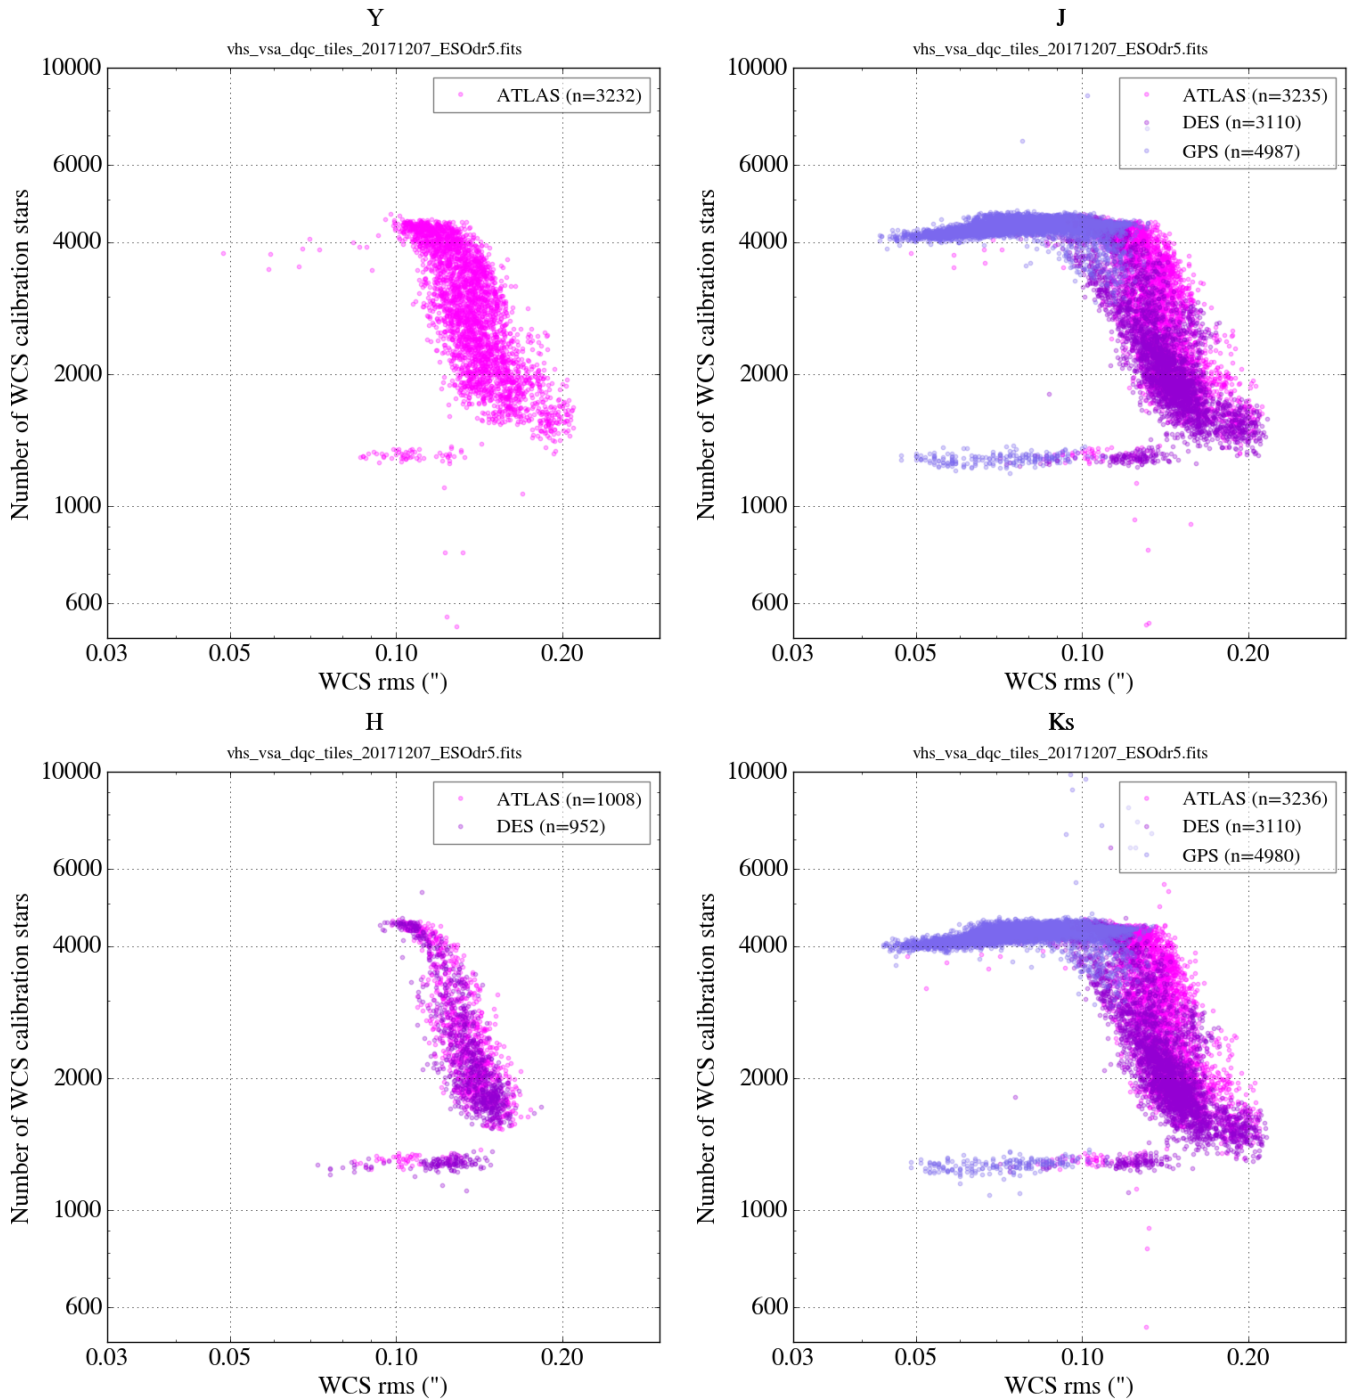 Y
vhs_vsa_dqc_tiles_20171207_ESOdr5.fits
10000
6000
4000
2000
1000
600
Number of WCS calibration stars
ATLAS (n=3232)
0.03 0.05 0.10 0.20
WCS rms (")
J
vhs_vsa_dqc_tiles_20171207_ESOdr5.fits
10000
6000
4000
2000
1000
600
Number of WCS calibration stars
ATLAS (n=3235)
DES (n=3110)
GPS (n=4987)
0.03 0.05 0.10 0.20
WCS rms (")
H
vhs_vsa_dqc_tiles_20171207_ESOdr5.fits
10000
6000
4000
2000
1000
600
Number of WCS calibration stars
ATLAS (n=1008)
DES (n=952)
0.03 0.05 0.10 0.20
WCS rms (")
Ks
vhs_vsa_dqc_tiles_20171207_ESOdr5.fits
10000
6000
4000
2000
1000
600
Number of WCS calibration stars
ATLAS (n=3236)
DES (n=3110)
GPS (n=4980)
0.03 0.05 0.10 0.20
WCS rms (")